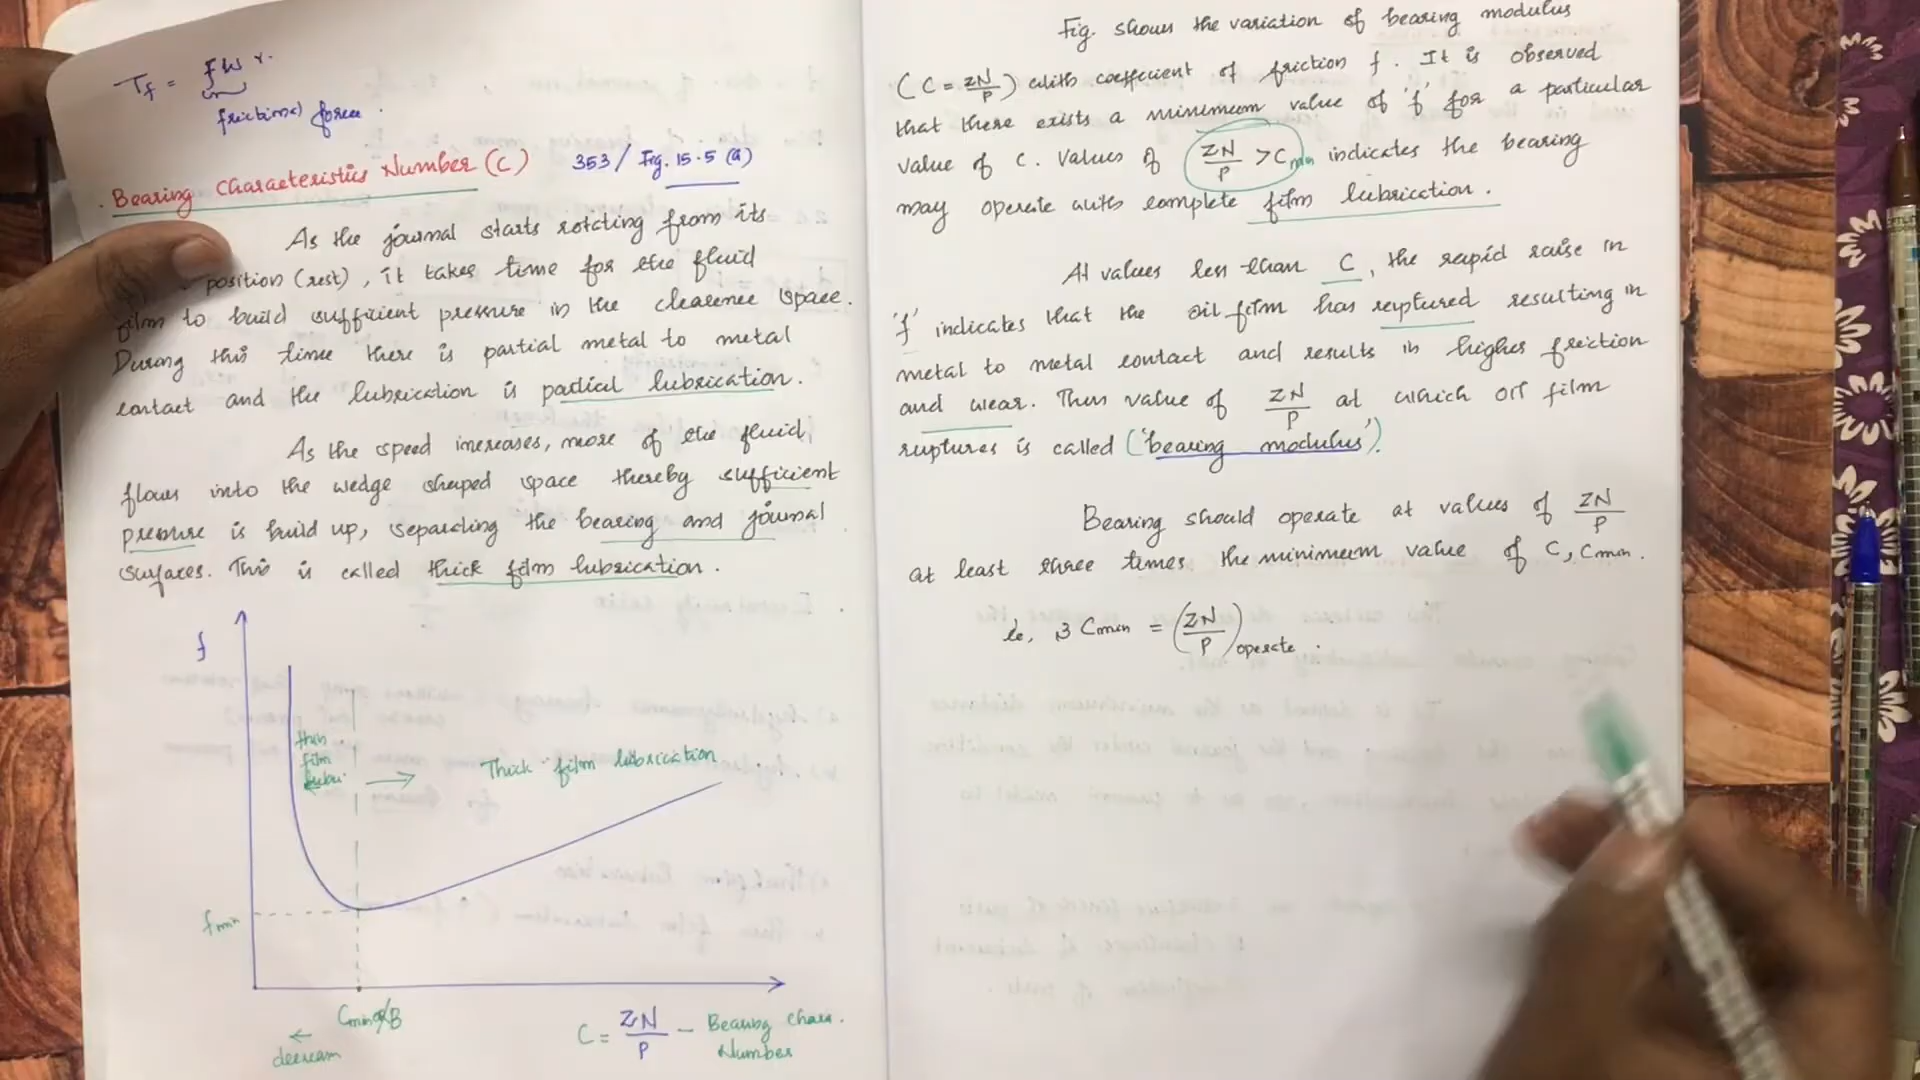 Tf = fW r.
frictional force.
Bearing Characteristics Number (C) 353/ Fig. 15.5 (a)
As the journal starts rotating from its
position (rest), it takes time for the fluid
film to build sufficient pressure in the clearence space.
During this time there is partial metal to metal
contact and the lubrication is partial lubrication.
As the speed increases, more of the fluid
flows into the wedge shaped space thereby sufficient
pressure is build up, separating the bearing and journal
surfaces. This is called thick film lubrication.
f
thin
film
lubri.
Thick film lubrication
fmin
Cmin
decrease
C = ZN/P - Bearing Chara.
Number
Fig. shows the variation of bearing modulus
(C = ZN/P) with coefficient of friction f. It is observed
that there exists a minimum value of 'f' for a particular
value of C. Values of ZN/P > Cmin indicates the bearing
may operate with complete film lubrication.
At values less than C, the rapid raise in
'f' indicates that the oil film has ruptured resulting in
metal to metal contact and results in higher friction
and wear. Thus value of ZN/P at which oil film
ruptures is called ('bearing modulus').
Bearing should operate at values of ZN/P
at least three times the minimum value of C, Cmin.
ie, 3 Cmin = (ZN/P)operate.